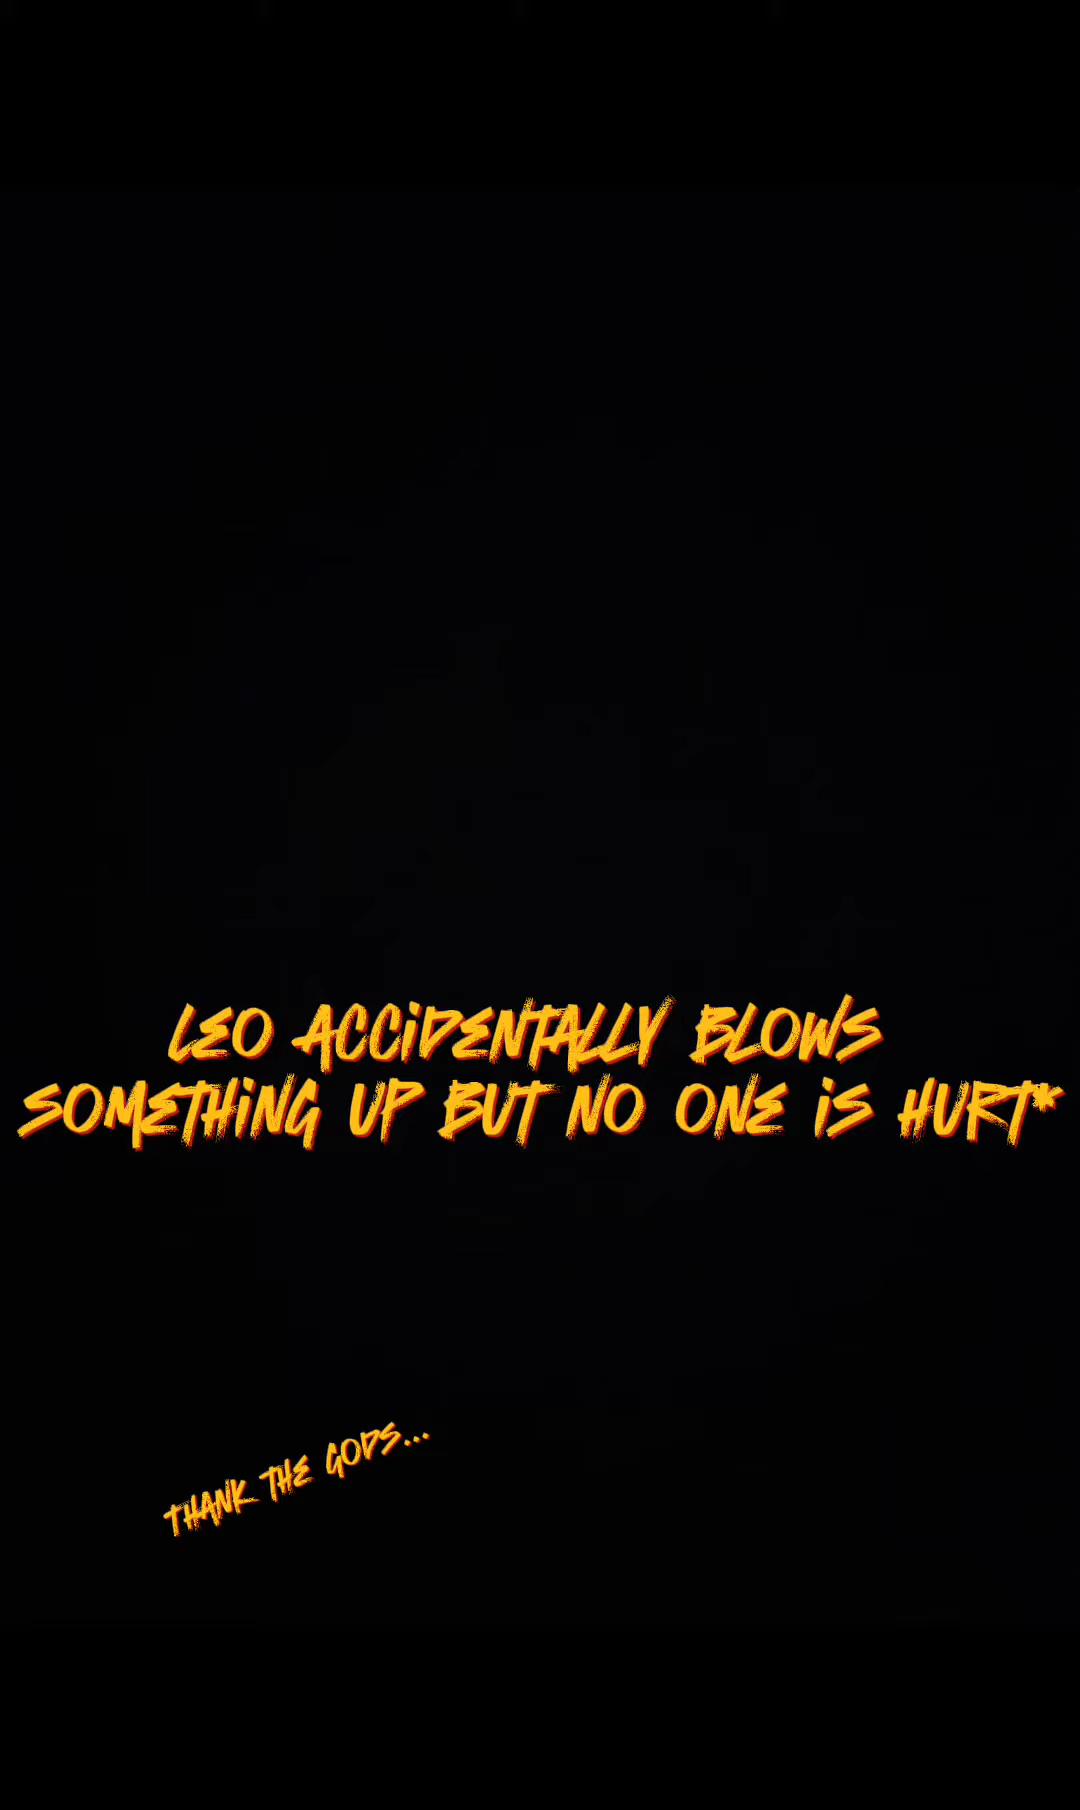 LEO ACCIDENTALLY BLOWS
SOMETHING UP BUT NO ONE IS HURT*
THANK THE GODS...